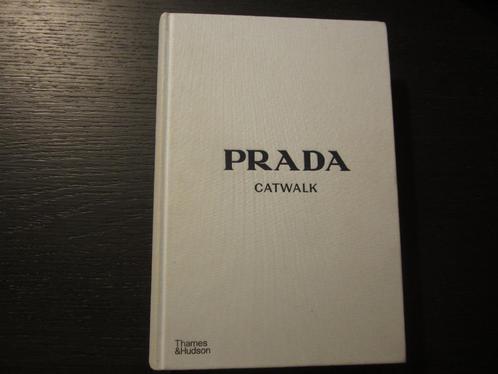 PRADA
CATWALK
Thames
&Hudson